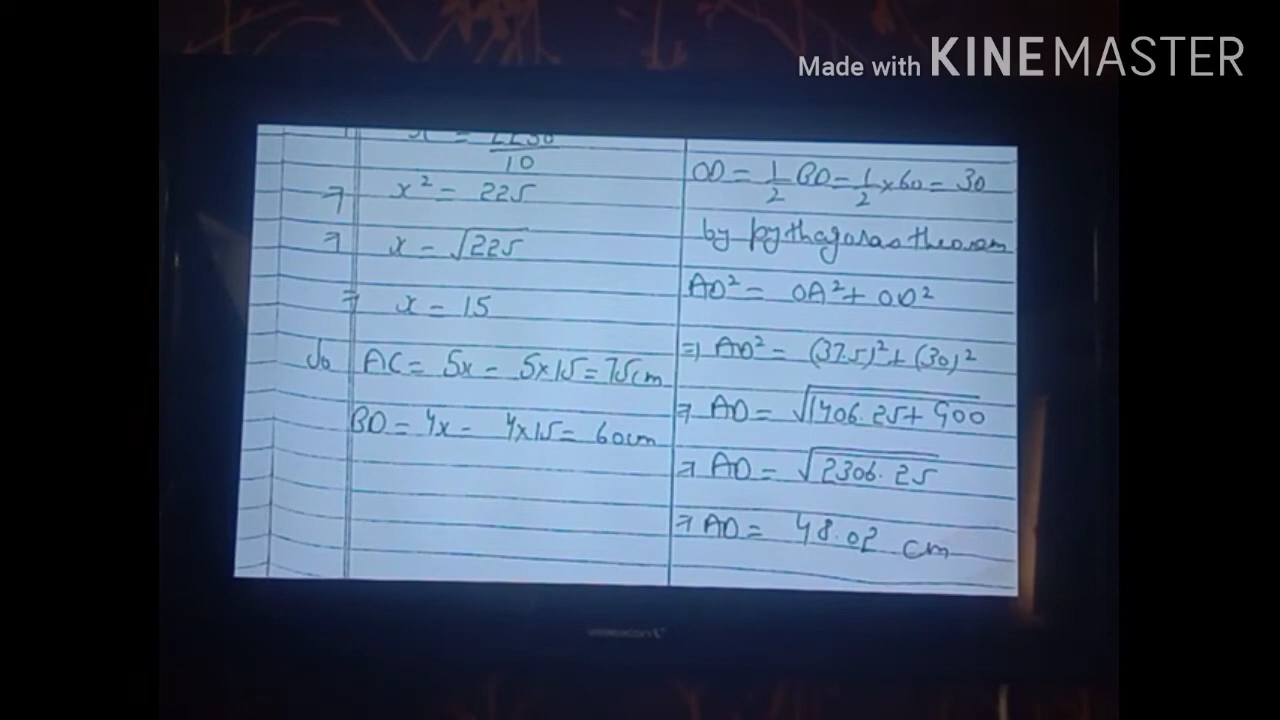 Made with KINEMASTER
x = 2250
10
⇒ x² = 225
⇒ x = √225
⇒ x = 15
So AC = 5x = 5×15 = 75cm
BD = 4x = 4×15 = 60cm
OD = 1/2 BD = 1/2 × 60 = 30
by pythagoras theorem
AD² = OA² + OD²
⇒ AD² = (37.5)² + (30)²
⇒ AD = √1406.25 + 900
⇒ AD = √2306.25
⇒ AD = 48.02 cm